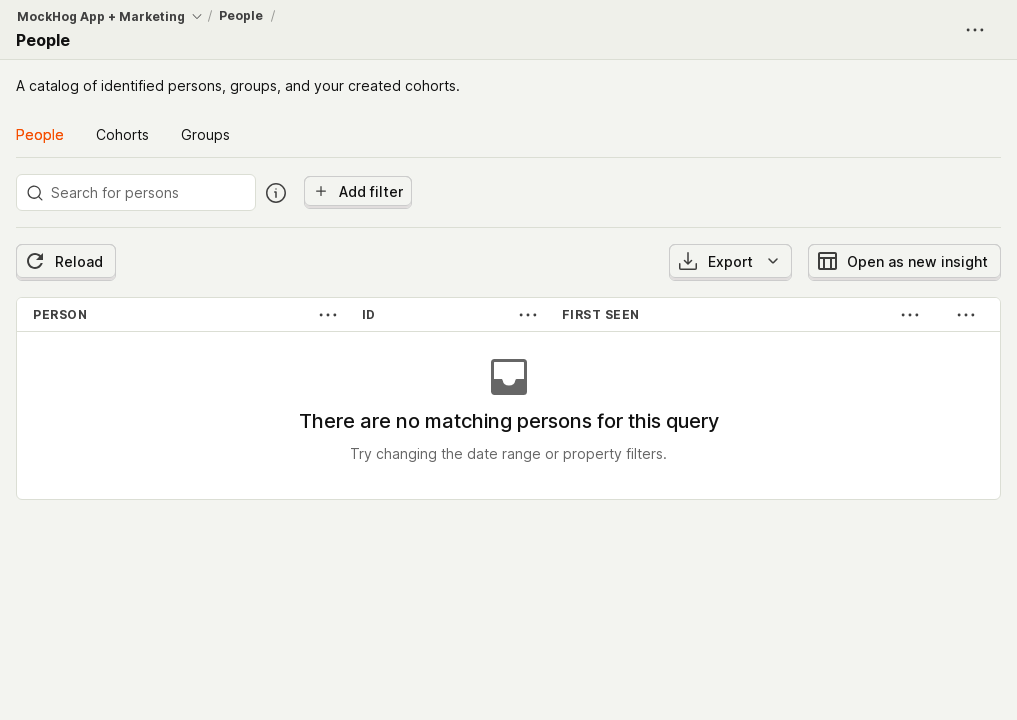 MockHog App + Marketing / People /
People
A catalog of identified persons, groups, and your created cohorts.
People Cohorts Groups
Search for persons Add filter
Reload Export Open as new insight
PERSON ID FIRST SEEN
There are no matching persons for this query
Try changing the date range or property filters.